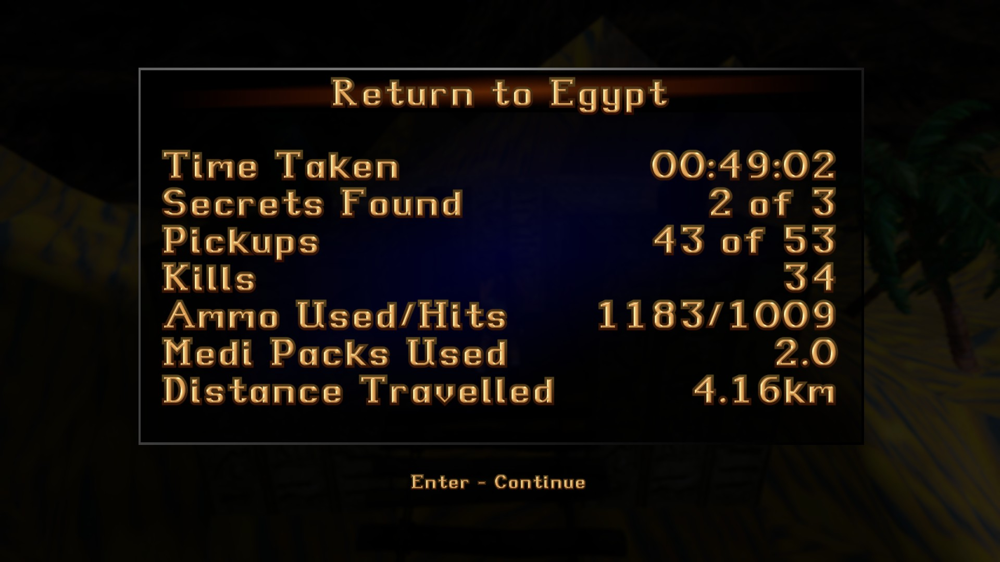 Return to Egypt
Time Taken 00:49:02
Secrets Found 2 of 3
Pickups 43 of 53
Kills 34
Ammo Used/Hits 1183/1009
Medi Packs Used 2.0
Distance Travelled 4.16km
Enter - Continue